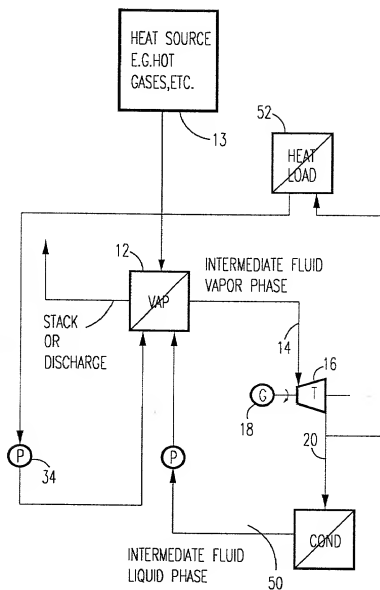 HEAT SOURCE
E.G.HOT
GASES,ETC.
13
52
HEAT
LOAD
12
VAP
INTERMEDIATE FLUID
VAPOR PHASE
STACK
OR
DISCHARGE
14
16
G
T
18
20
P
34
P
COND
INTERMEDIATE FLUID
LIQUID PHASE
50